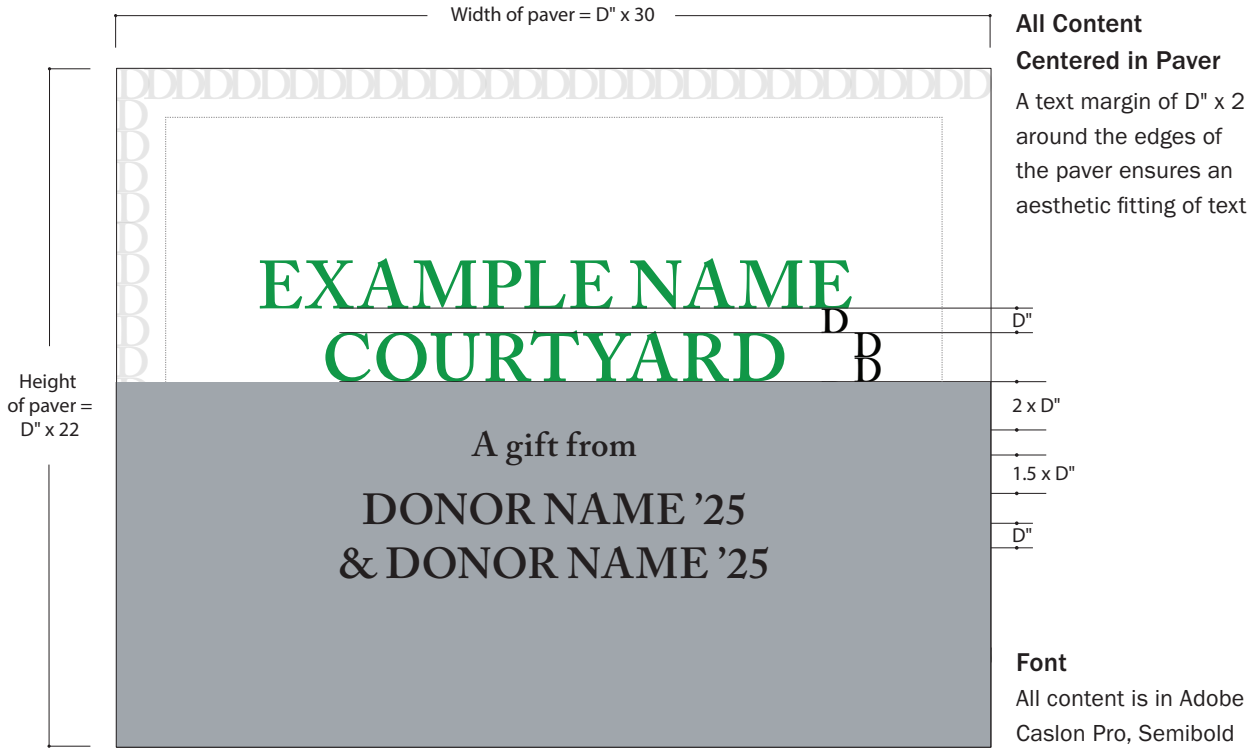 Width of paver = D" x 30
All Content
Centered in Paver
A text margin of D" x 2
around the edges of
the paver ensures an
aesthetic fitting of text
DDDDDDDDDDDDDDDDDDDDDDDDDDDDDD
D
D
D
D
D
D
D
D
D
EXAMPLE NAME
D
D"
COURTYARD
D
D
Height
of paver =
D" x 22
2 x D"
A gift from
1.5 x D"
DONOR NAME ’25
D"
& DONOR NAME ’25
Font
All content is in Adobe
Caslon Pro, Semibold